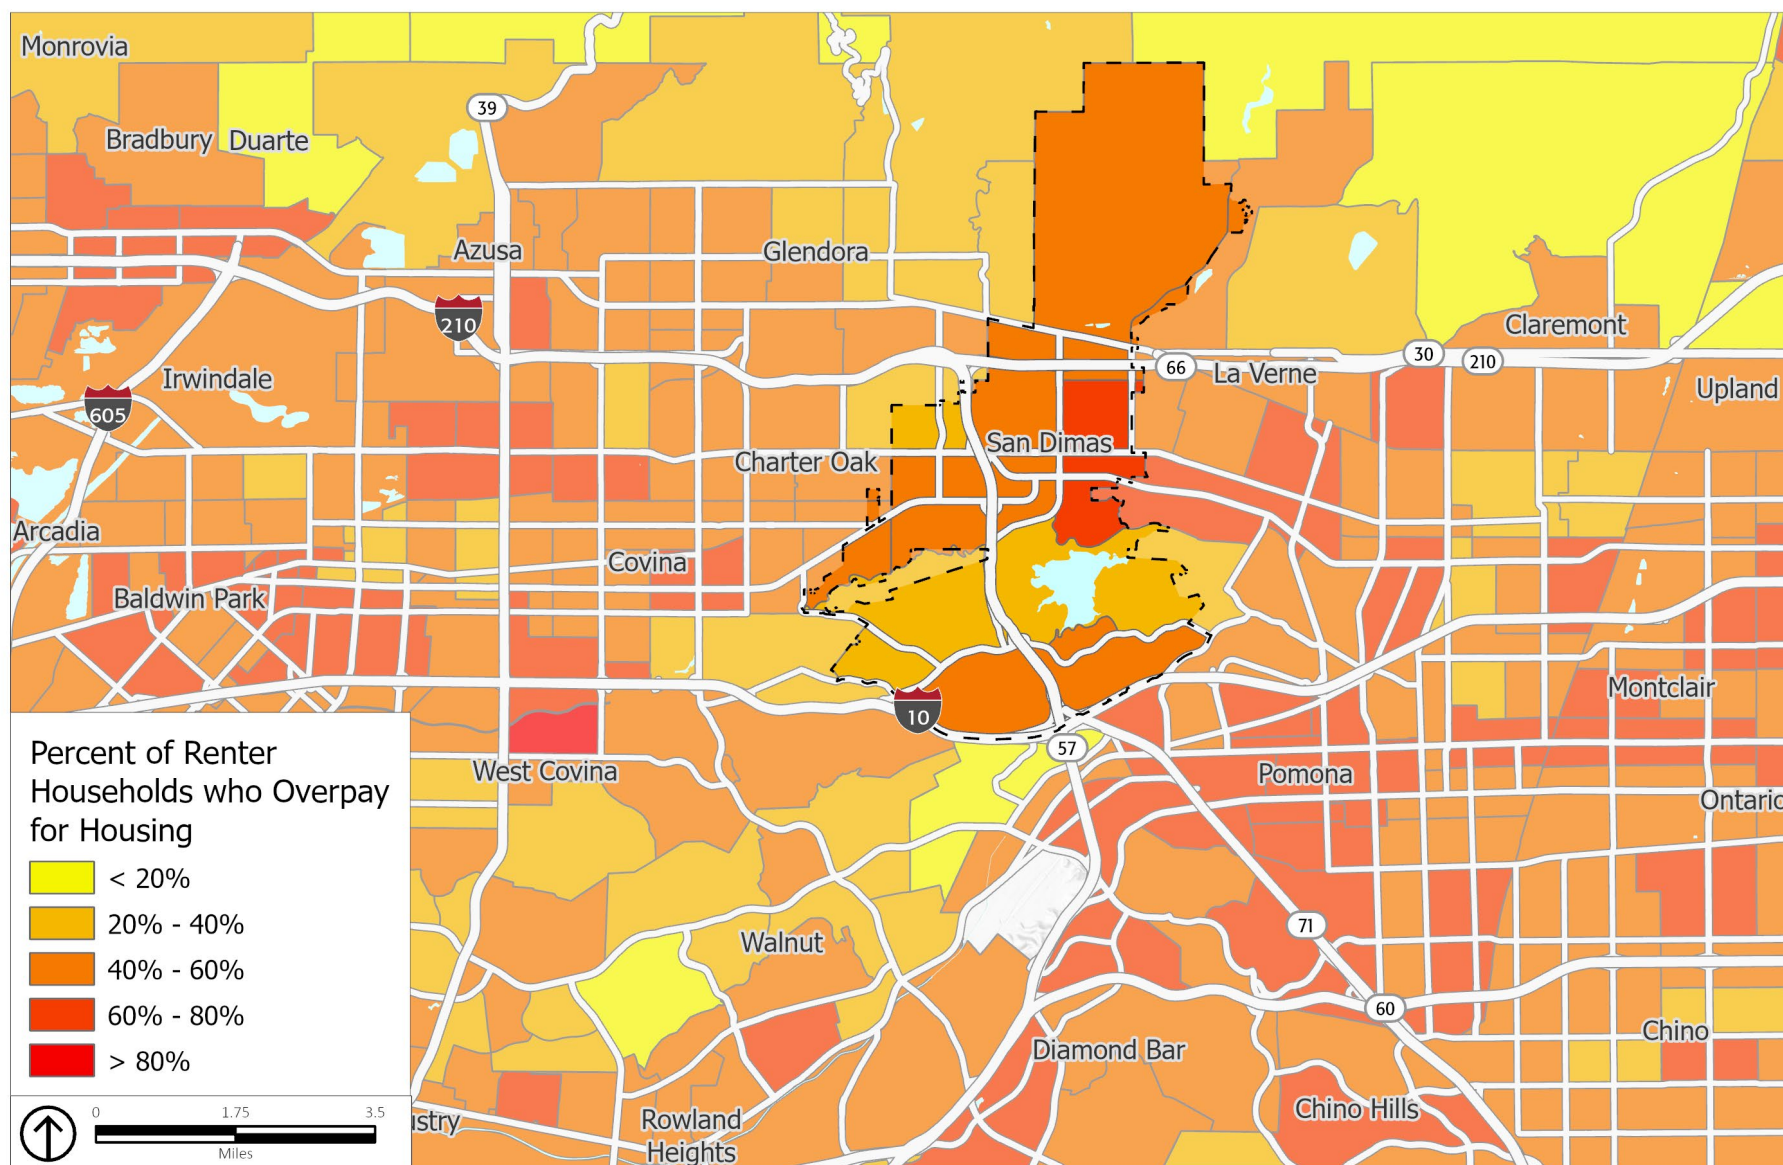 Monrovia
39
Bradbury
Duarte
Azusa
Glendora
210
Irwindale
605
Claremont
30
210
66
La Verne
Upland
San Dimas
Charter Oak
Arcadia
Covina
Baldwin Park
Montclair
10
57
West Covina
Pomona
Ontario
Percent of Renter
Households who Overpay
for Housing
< 20%
20% - 40%
40% - 60%
60% - 80%
> 80%
Walnut
71
60
Chino
Diamond Bar
Chino Hills
0 1.75 3.5
Miles
ustry
Rowland
Heights